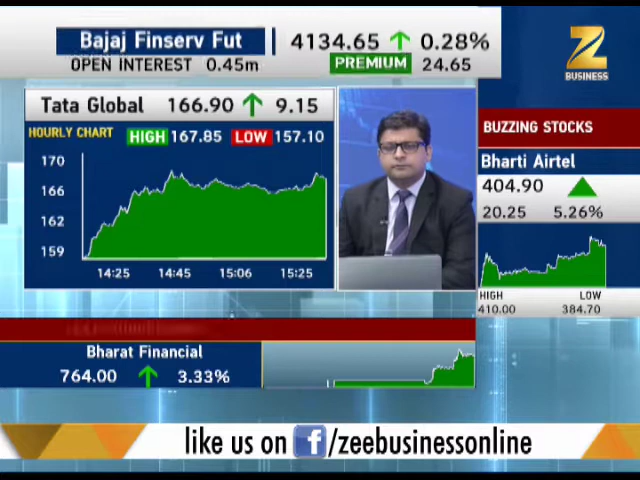 Bajaj Finserv Fut 4134.65 0.28%
OPEN INTEREST 0.45m PREMIUM 24.65
Z
BUSINESS
Tata Global 166.90 9.15
HOURLY CHART HIGH 167.85 LOW 157.10
170
166
162
159
14:25 14:45 15:06 15:25
BUZZING STOCKS
Bharti Airtel
404.90
20.25 5.26%
HIGH LOW
410.00 384.70
Bharat Financial
764.00 3.33%
like us on f/zeebusinessonline